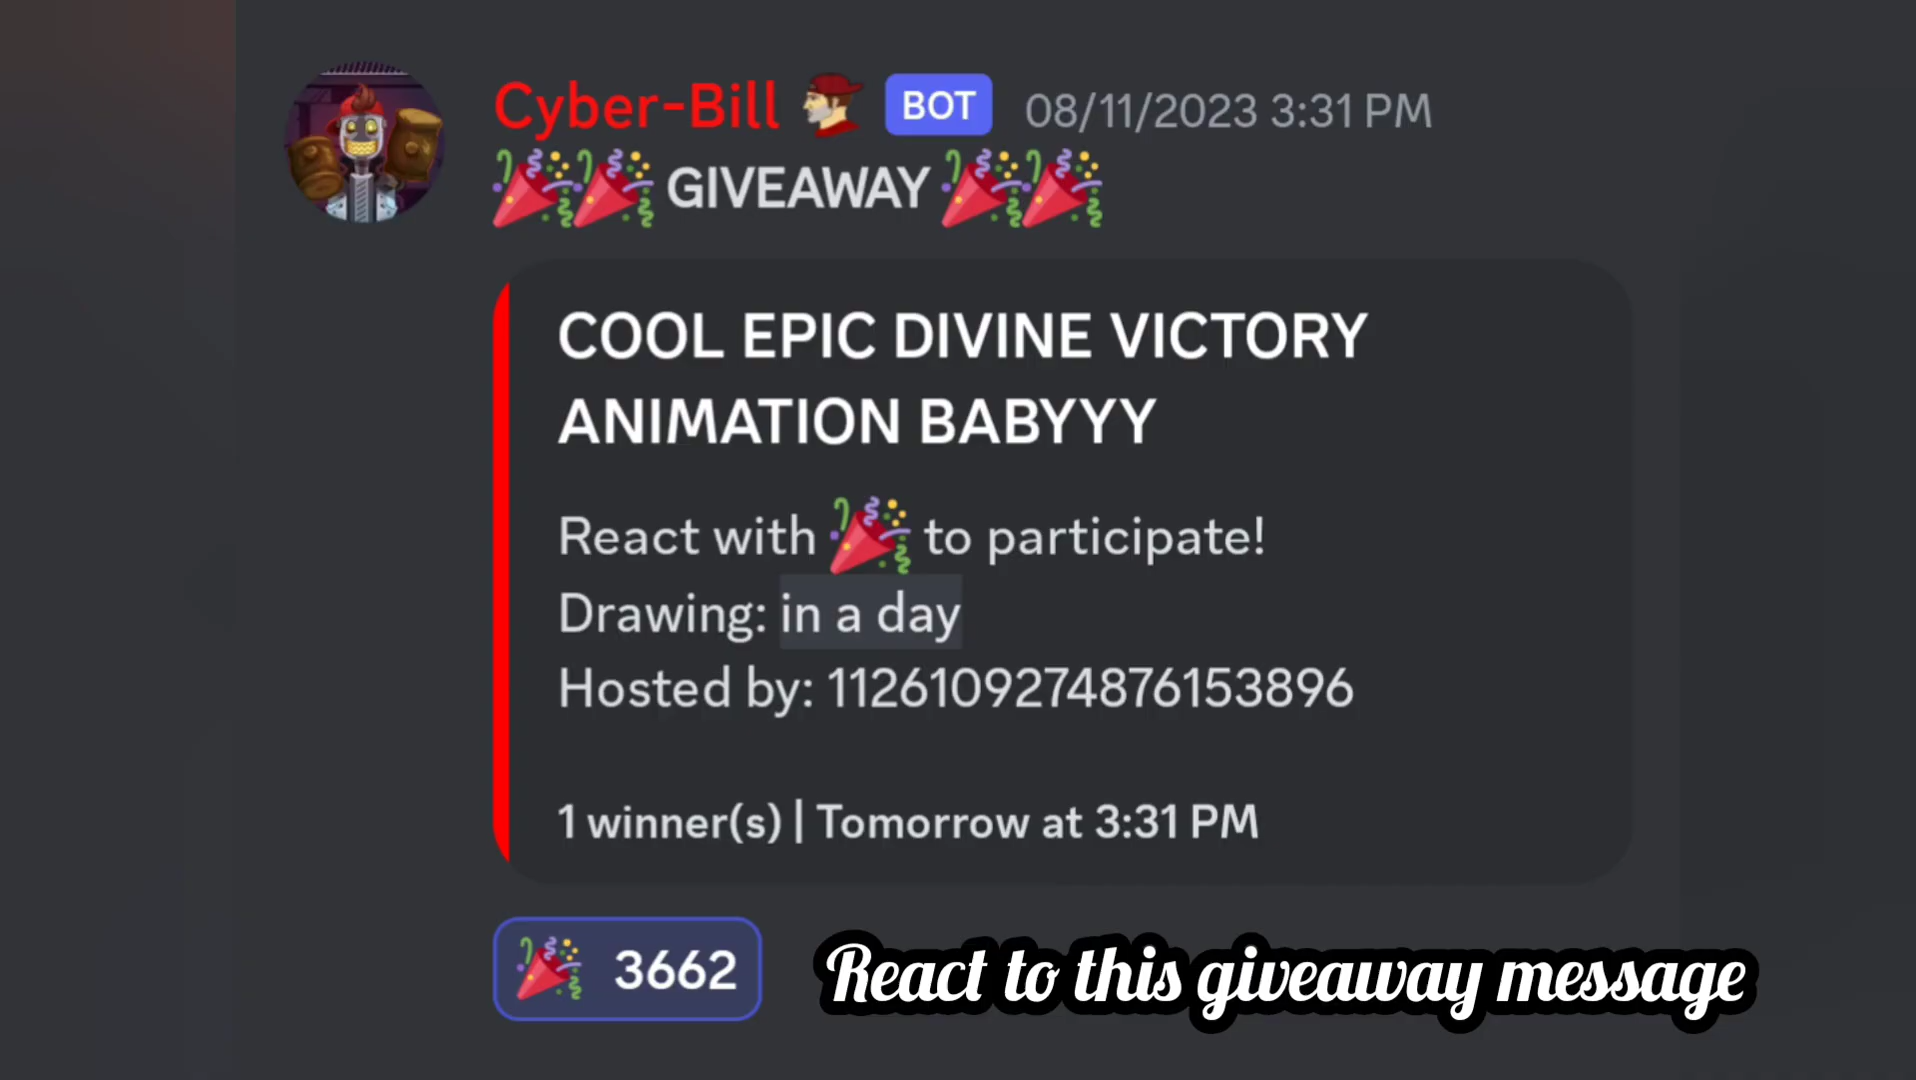 Cyber-Bill BOT 08/11/2023 3:31 PM
GIVEAWAY
COOL EPIC DIVINE VICTORY
ANIMATION BABYYY
React with 🎉 to participate!
Drawing: in a day
Hosted by: 1126109274876153896
1 winner(s) | Tomorrow at 3:31 PM
3662
React to this giveaway message